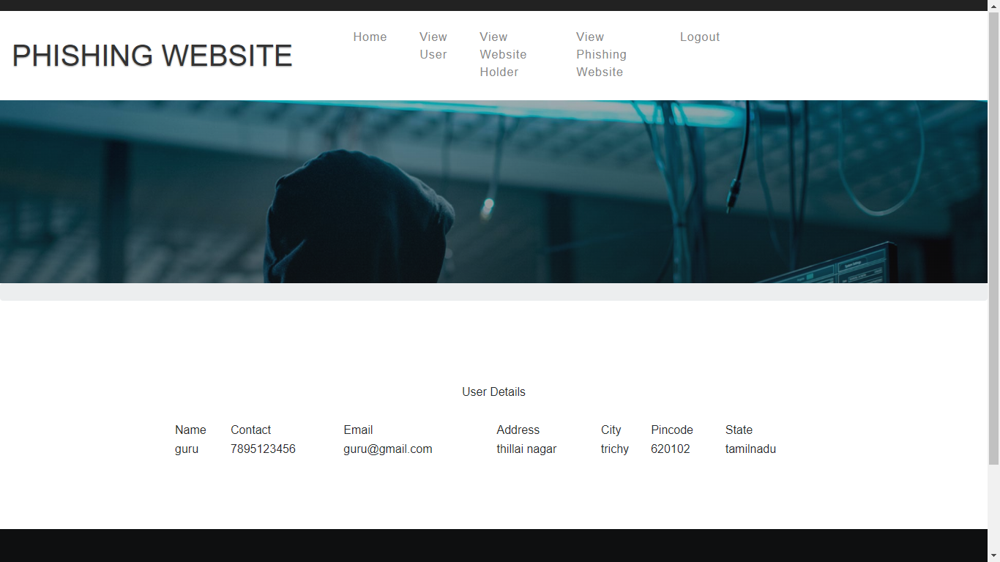 PHISHING WEBSITE
Home
View
User
View
Website
Holder
View
Phishing
Website
Logout
User Details
Name Contact Email Address City Pincode State
guru 7895123456 guru@gmail.com thillai nagar trichy 620102 tamilnadu